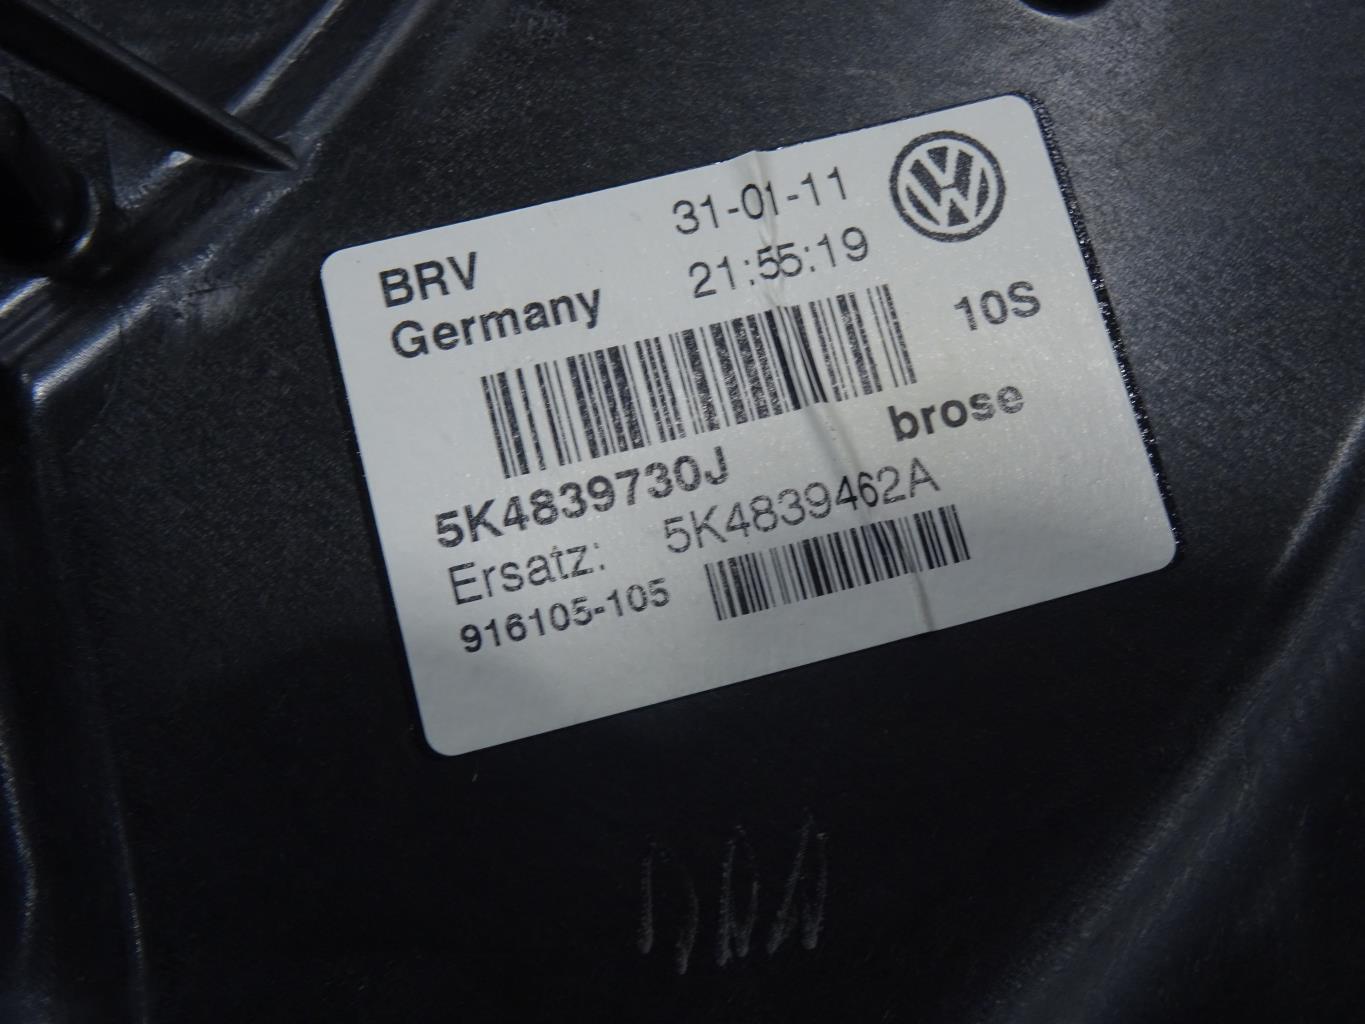 BRV
Germany
31-01-11
21:55:19
10S
brose
5K4839730J
Ersatz: 5K4839462A
916105-105